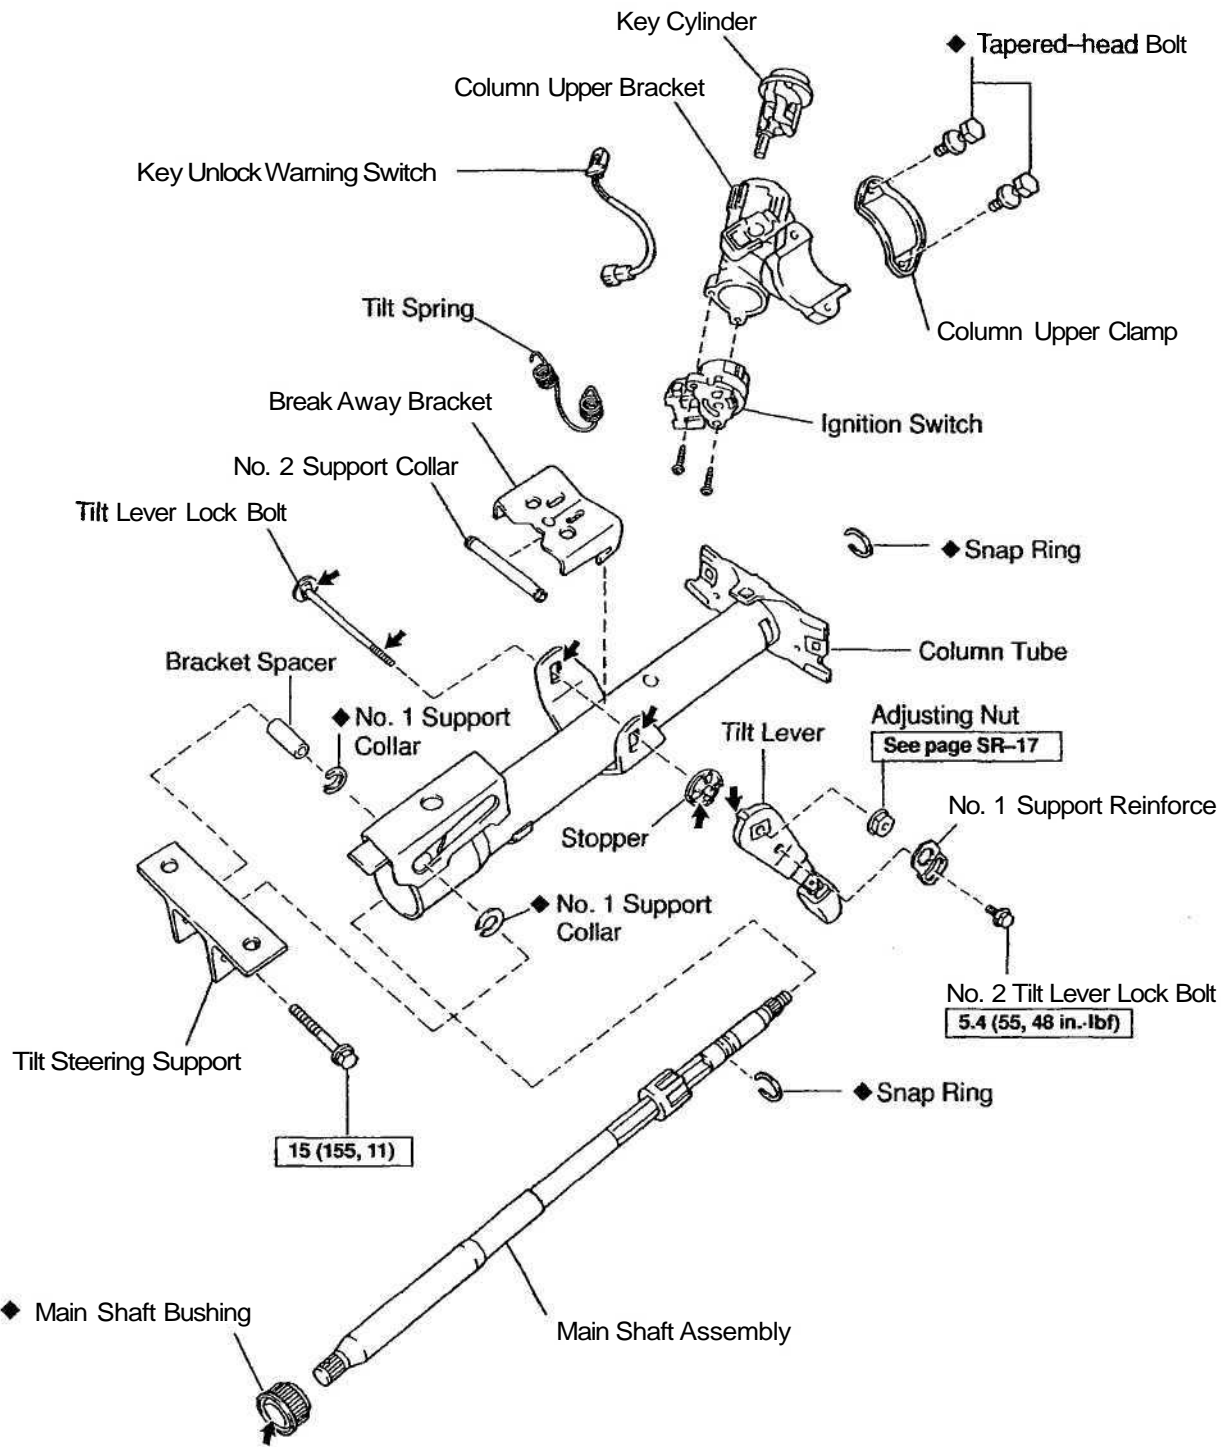 Key Cylinder
◆ Tapered-head Bolt
Column Upper Bracket
Key Unlock Warning Switch
Tilt Spring
Column Upper Clamp
Break Away Bracket
Ignition Switch
No. 2 Support Collar
Tilt Lever Lock Bolt
◆ Snap Ring
Bracket Spacer
Column Tube
◆ No. 1 Support
Collar
Adjusting Nut
See page SR-17
Tilt Lever
No. 1 Support Reinforce
Stopper
◆ No. 1 Support
Collar
No. 2 Tilt Lever Lock Bolt
5.4 (55, 48 in.-lbf)
Tilt Steering Support
◆ Snap Ring
15 (155, 11)
◆ Main Shaft Bushing
Main Shaft Assembly